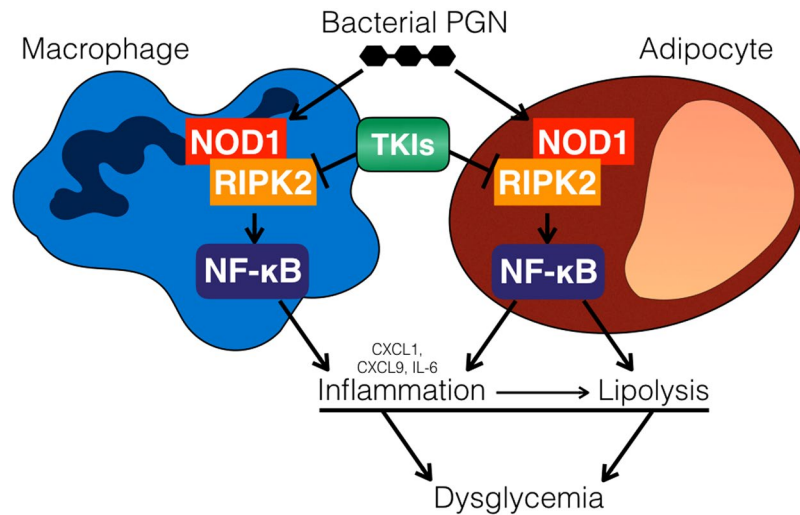 Bacterial PGN
Macrophage
Adipocyte
NOD1
RIPK2
TKIs
NOD1
RIPK2
NF-κB
NF-κB
CXCL1,
CXCL9, IL-6
Inflammation
Lipolysis
Dysglycemia